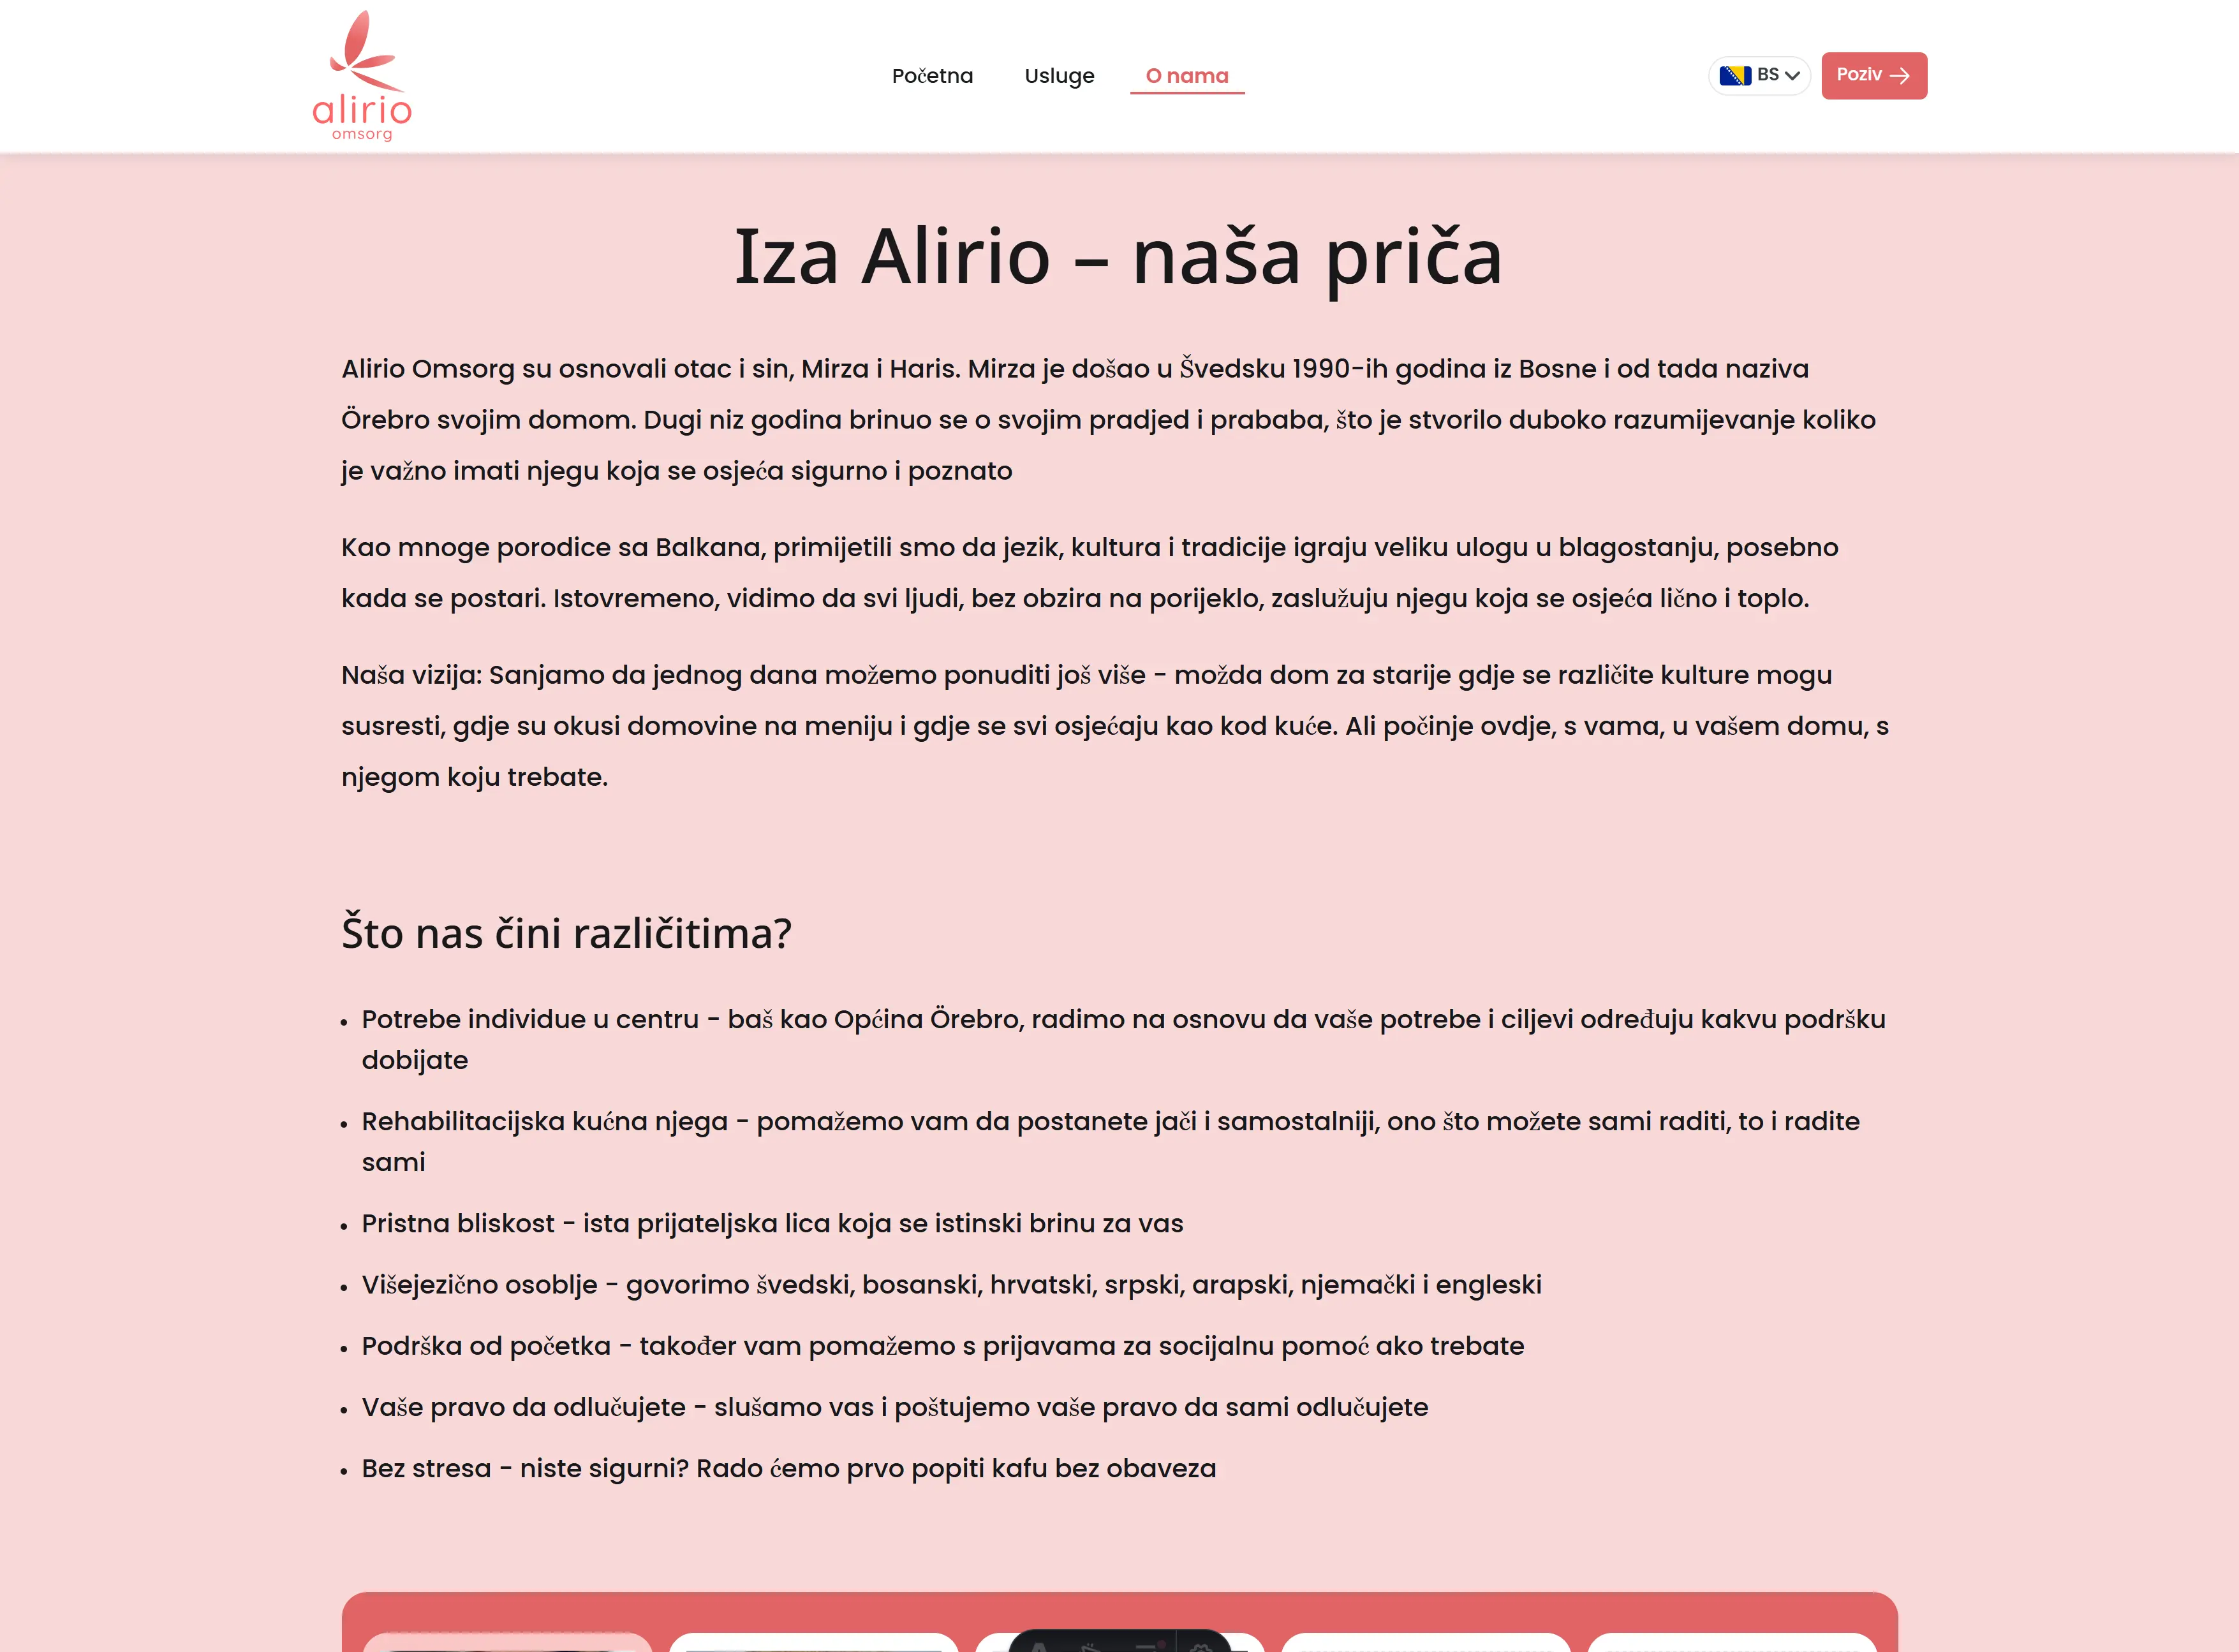 alirio
omsorg
Početna
Usluge
O nama
BS
Poziv
Iza Alirio – naša priča
Alirio Omsorg su osnovali otac i sin, Mirza i Haris. Mirza je došao u Švedsku 1990-ih godina iz Bosne i od tada naziva
Örebro svojim domom. Dugi niz godina brinuo se o svojim pradjed i prababa, što je stvorilo duboko razumijevanje koliko
je važno imati njegu koja se osjeća sigurno i poznato
Kao mnoge porodice sa Balkana, primijetili smo da jezik, kultura i tradicije igraju veliku ulogu u blagostanju, posebno
kada se postari. Istovremeno, vidimo da svi ljudi, bez obzira na porijeklo, zaslužuju njegu koja se osjeća lično i toplo.
Naša vizija: Sanjamo da jednog dana možemo ponuditi još više - možda dom za starije gdje se različite kulture mogu
susresti, gdje su okusi domovine na meniju i gdje se svi osjećaju kao kod kuće. Ali počinje ovdje, s vama, u vašem domu, s
njegom koju trebate.
Što nas čini različitima?
• Potrebe individue u centru - baš kao Općina Örebro, radimo na osnovu da vaše potrebe i ciljevi određuju kakvu podršku
dobijate
• Rehabilitacijska kućna njega - pomažemo vam da postanete jači i samostalniji, ono što možete sami raditi, to i radite
sami
• Pristna bliskost - ista prijateljska lica koja se istinski brinu za vas
• Višejezično osoblje - govorimo švedski, bosanski, hrvatski, srpski, arapski, njemački i engleski
• Podrška od početka - također vam pomažemo s prijavama za socijalnu pomoć ako trebate
• Vaše pravo da odlučujete - slušamo vas i poštujemo vaše pravo da sami odlučujete
• Bez stresa - niste sigurni? Rado ćemo prvo popiti kafu bez obaveza